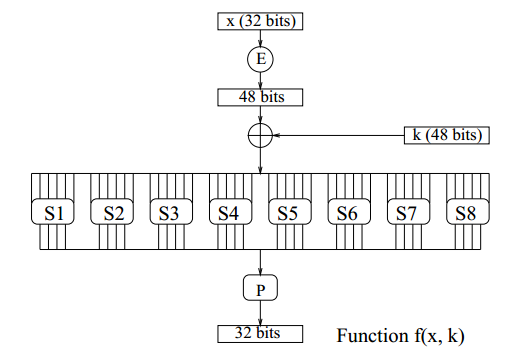 x (32 bits)
E
48 bits
k (48 bits)
S1 S2 S3 S4 S5 S6 S7 S8
P
32 bits
Function f(x, k)